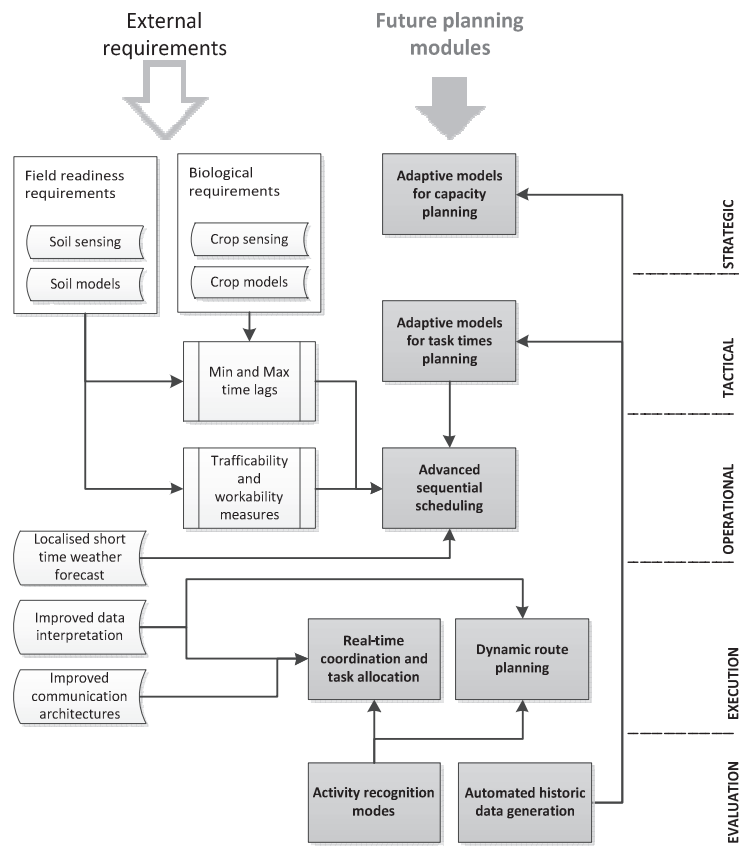 External
requirements
Future planning
modules
Field readiness
requirements
Soil sensing
Soil models
Biological
requirements
Crop sensing
Crop models
Adaptive models
for capacity
planning
STRATEGIC
Min and Max
time lags
Adaptive models
for task times
planning
TACTICAL
Trafficability
and
workability
measures
Advanced
sequential
scheduling
OPERATIONAL
Localised short
time weather
forecast
Improved data
interpretation
Improved
communication
architectures
Real-time
coordination and
task allocation
Dynamic route
planning
EXECUTION
Activity recognition
modes
Automated historic
data generation
EVALUATION